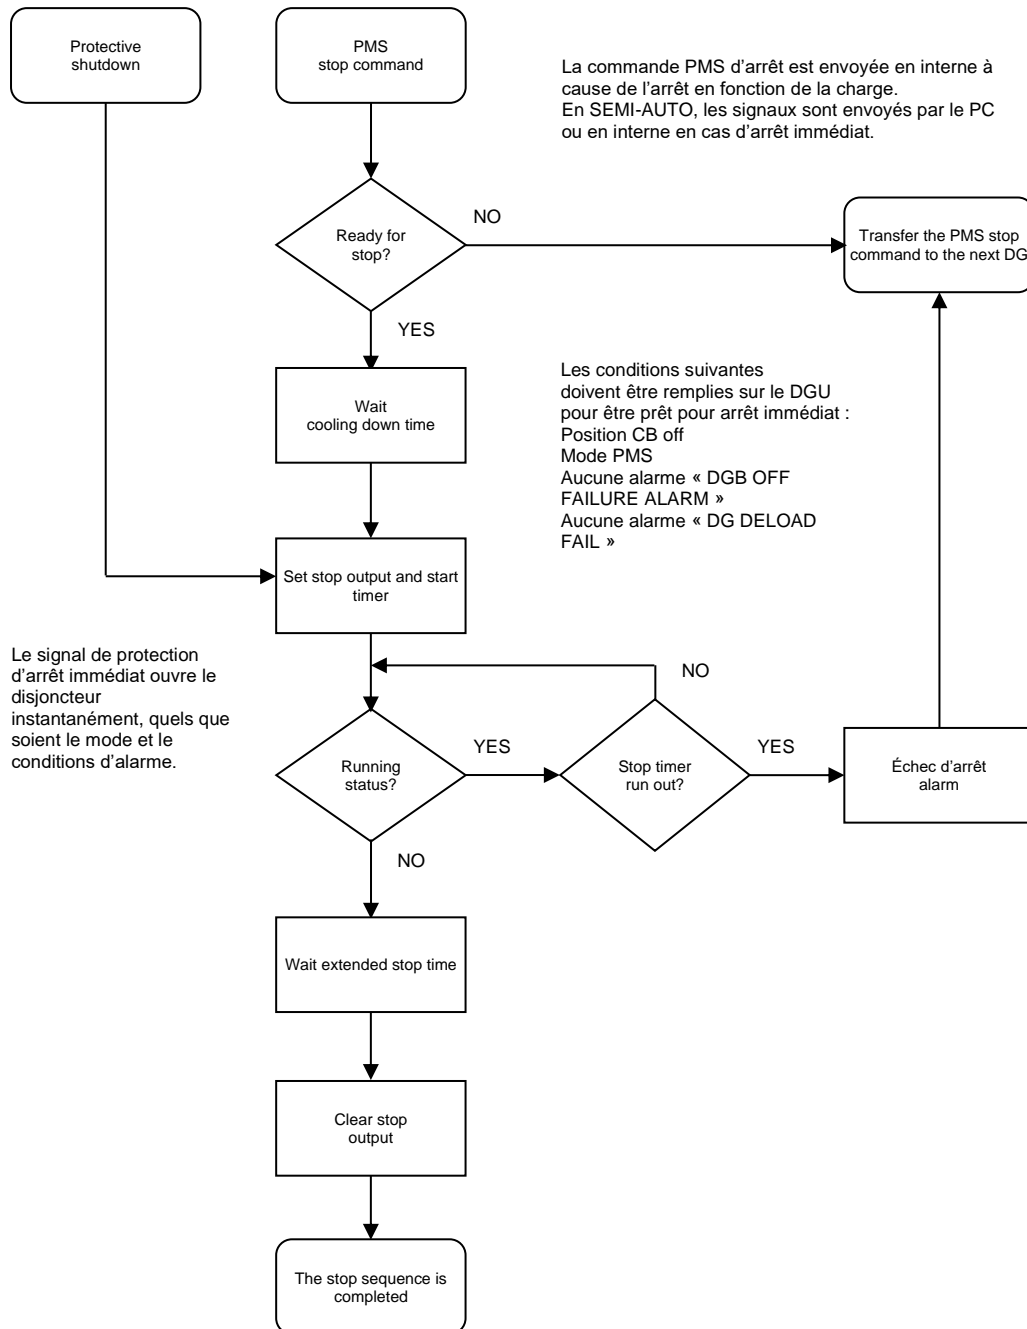 Protective
shutdown
PMS
stop command
La commande PMS d’arrêt est envoyée en interne à
cause de l’arrêt en fonction de la charge.
En SEMI-AUTO, les signaux sont envoyés par le PC
ou en interne en cas d’arrêt immédiat.
Ready for
stop?
NO
Transfer the PMS stop
command to the next DG
YES
Wait
cooling down time
Les conditions suivantes
doivent être remplies sur le DGU
pour être prêt pour arrêt immédiat :
Position CB off
Mode PMS
Aucune alarme « DGB OFF
FAILURE ALARM »
Aucune alarme « DG DELOAD
FAIL »
Set stop output and start
timer
Le signal de protection
d’arrêt immédiat ouvre le
disjoncteur
instantanément, quels que
soient le mode et le
conditions d’alarme.
NO
Running
status?
YES
Stop timer
run out?
YES
Échec d’arrêt
alarm
NO
Wait extended stop time
Clear stop
output
The stop sequence is
completed